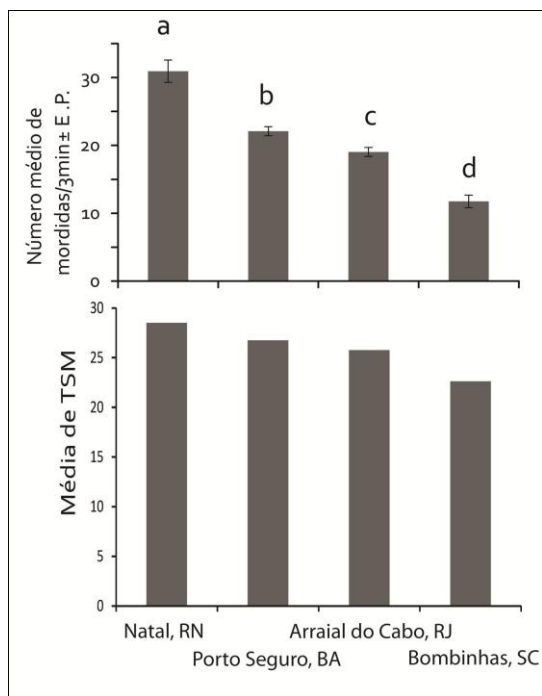 a
b
c
d
Número médio de
mordidas/3min± E .P.
30
20
10
0
Média de TSM
30
25
20
15
10
5
0
Natal, RN
Porto Seguro, BA
Arraial do Cabo, RJ
Bombinhas, SC